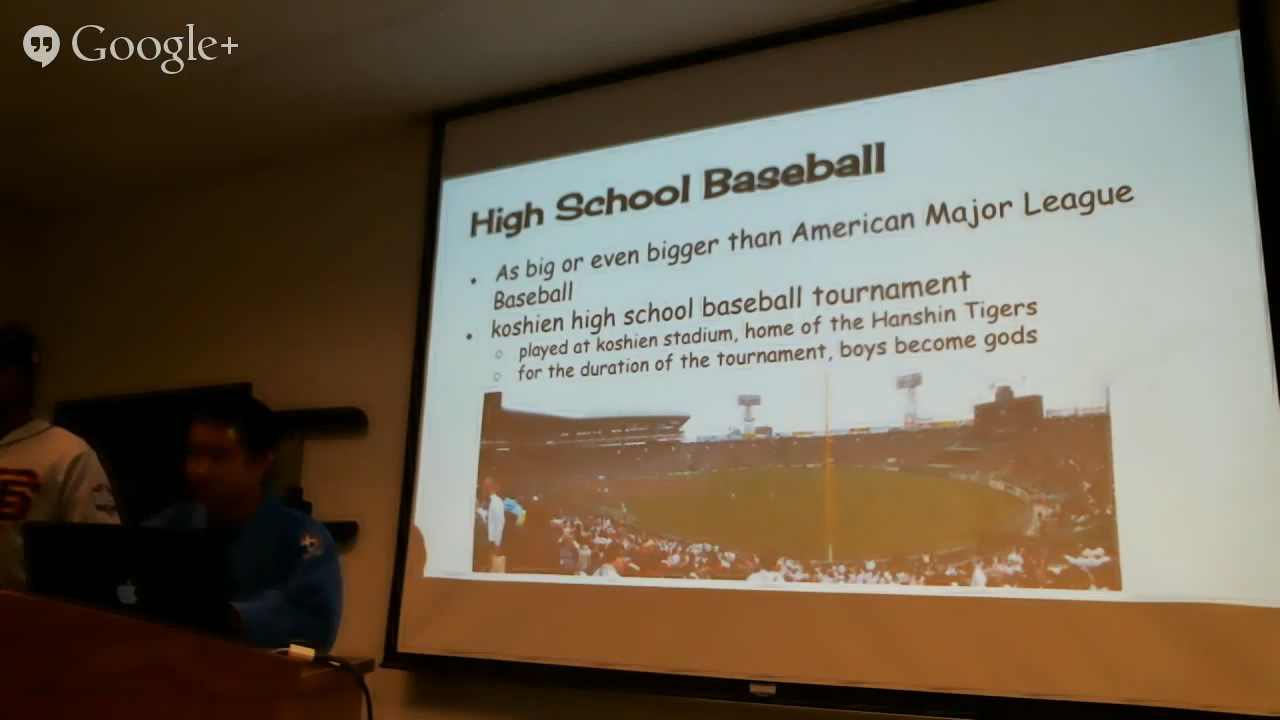 Google+
High School Baseball
As big or even bigger than American Major League
Baseball
koshien high school baseball tournament
played at koshien stadium, home of the Hanshin Tigers
for the duration of the tournament, boys become gods